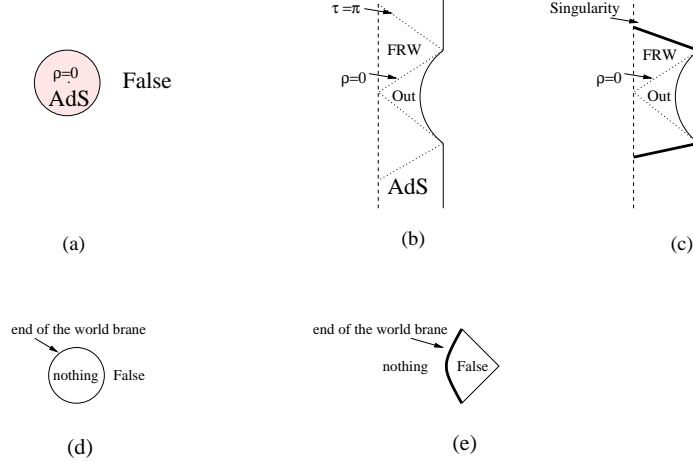 ρ=0
AdS
False
(a)
τ=π
FRW
ρ=0
Out
AdS
(b)
Singularity
FRW
ρ=0
Out
(c)
end of the world brane
nothing
False
(d)
end of the world brane
nothing
False
(e)